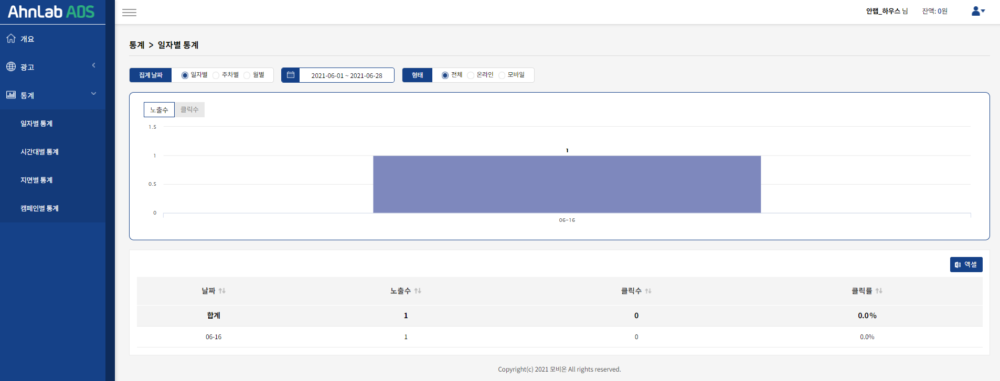 AhnLab ADS
안랩_하우스 님
잔액: 0원
개요
광고
통계
일자별 통계
시간대별 통계
지면별 통계
캠페인별 통계
통계 > 일자별 통계
집계 날짜 일자별 주차별 월별
2021-06-01 ~ 2021-06-28
형태 전체 온라인 모바일
노출수 클릭수
1.5
1
0.5
0
1
06-16
엑셀
날짜 노출수 클릭수 클릭률
합계 1 0 0.0%
06-16 1 0 0.0%
Copyright(c) 2021 모비온 All rights reserved.